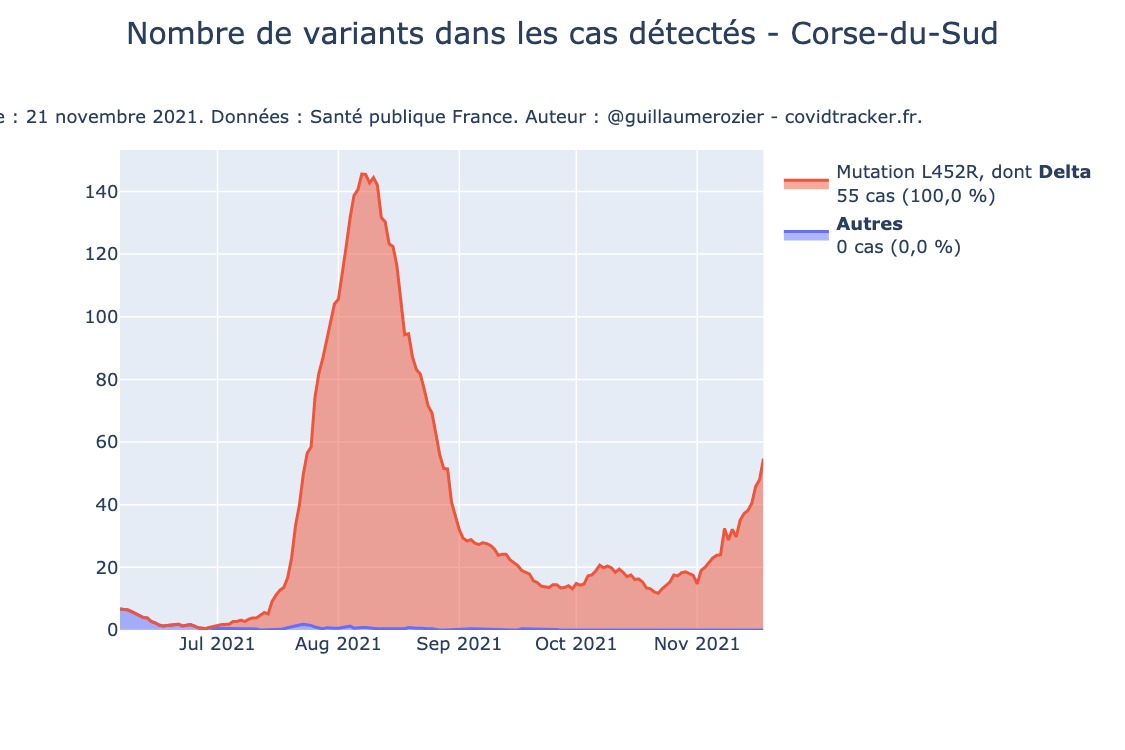 Nombre de variants dans les cas détectés - Corse-du-Sud
: 21 novembre 2021. Données : Santé publique France. Auteur : @guillaumerozier - covidtracker.fr.
Mutation L452R, dont Delta
55 cas (100,0 %)
Autres
0 cas (0,0 %)
140
120
100
80
60
40
20
0
Jul 2021
Aug 2021
Sep 2021
Oct 2021
Nov 2021